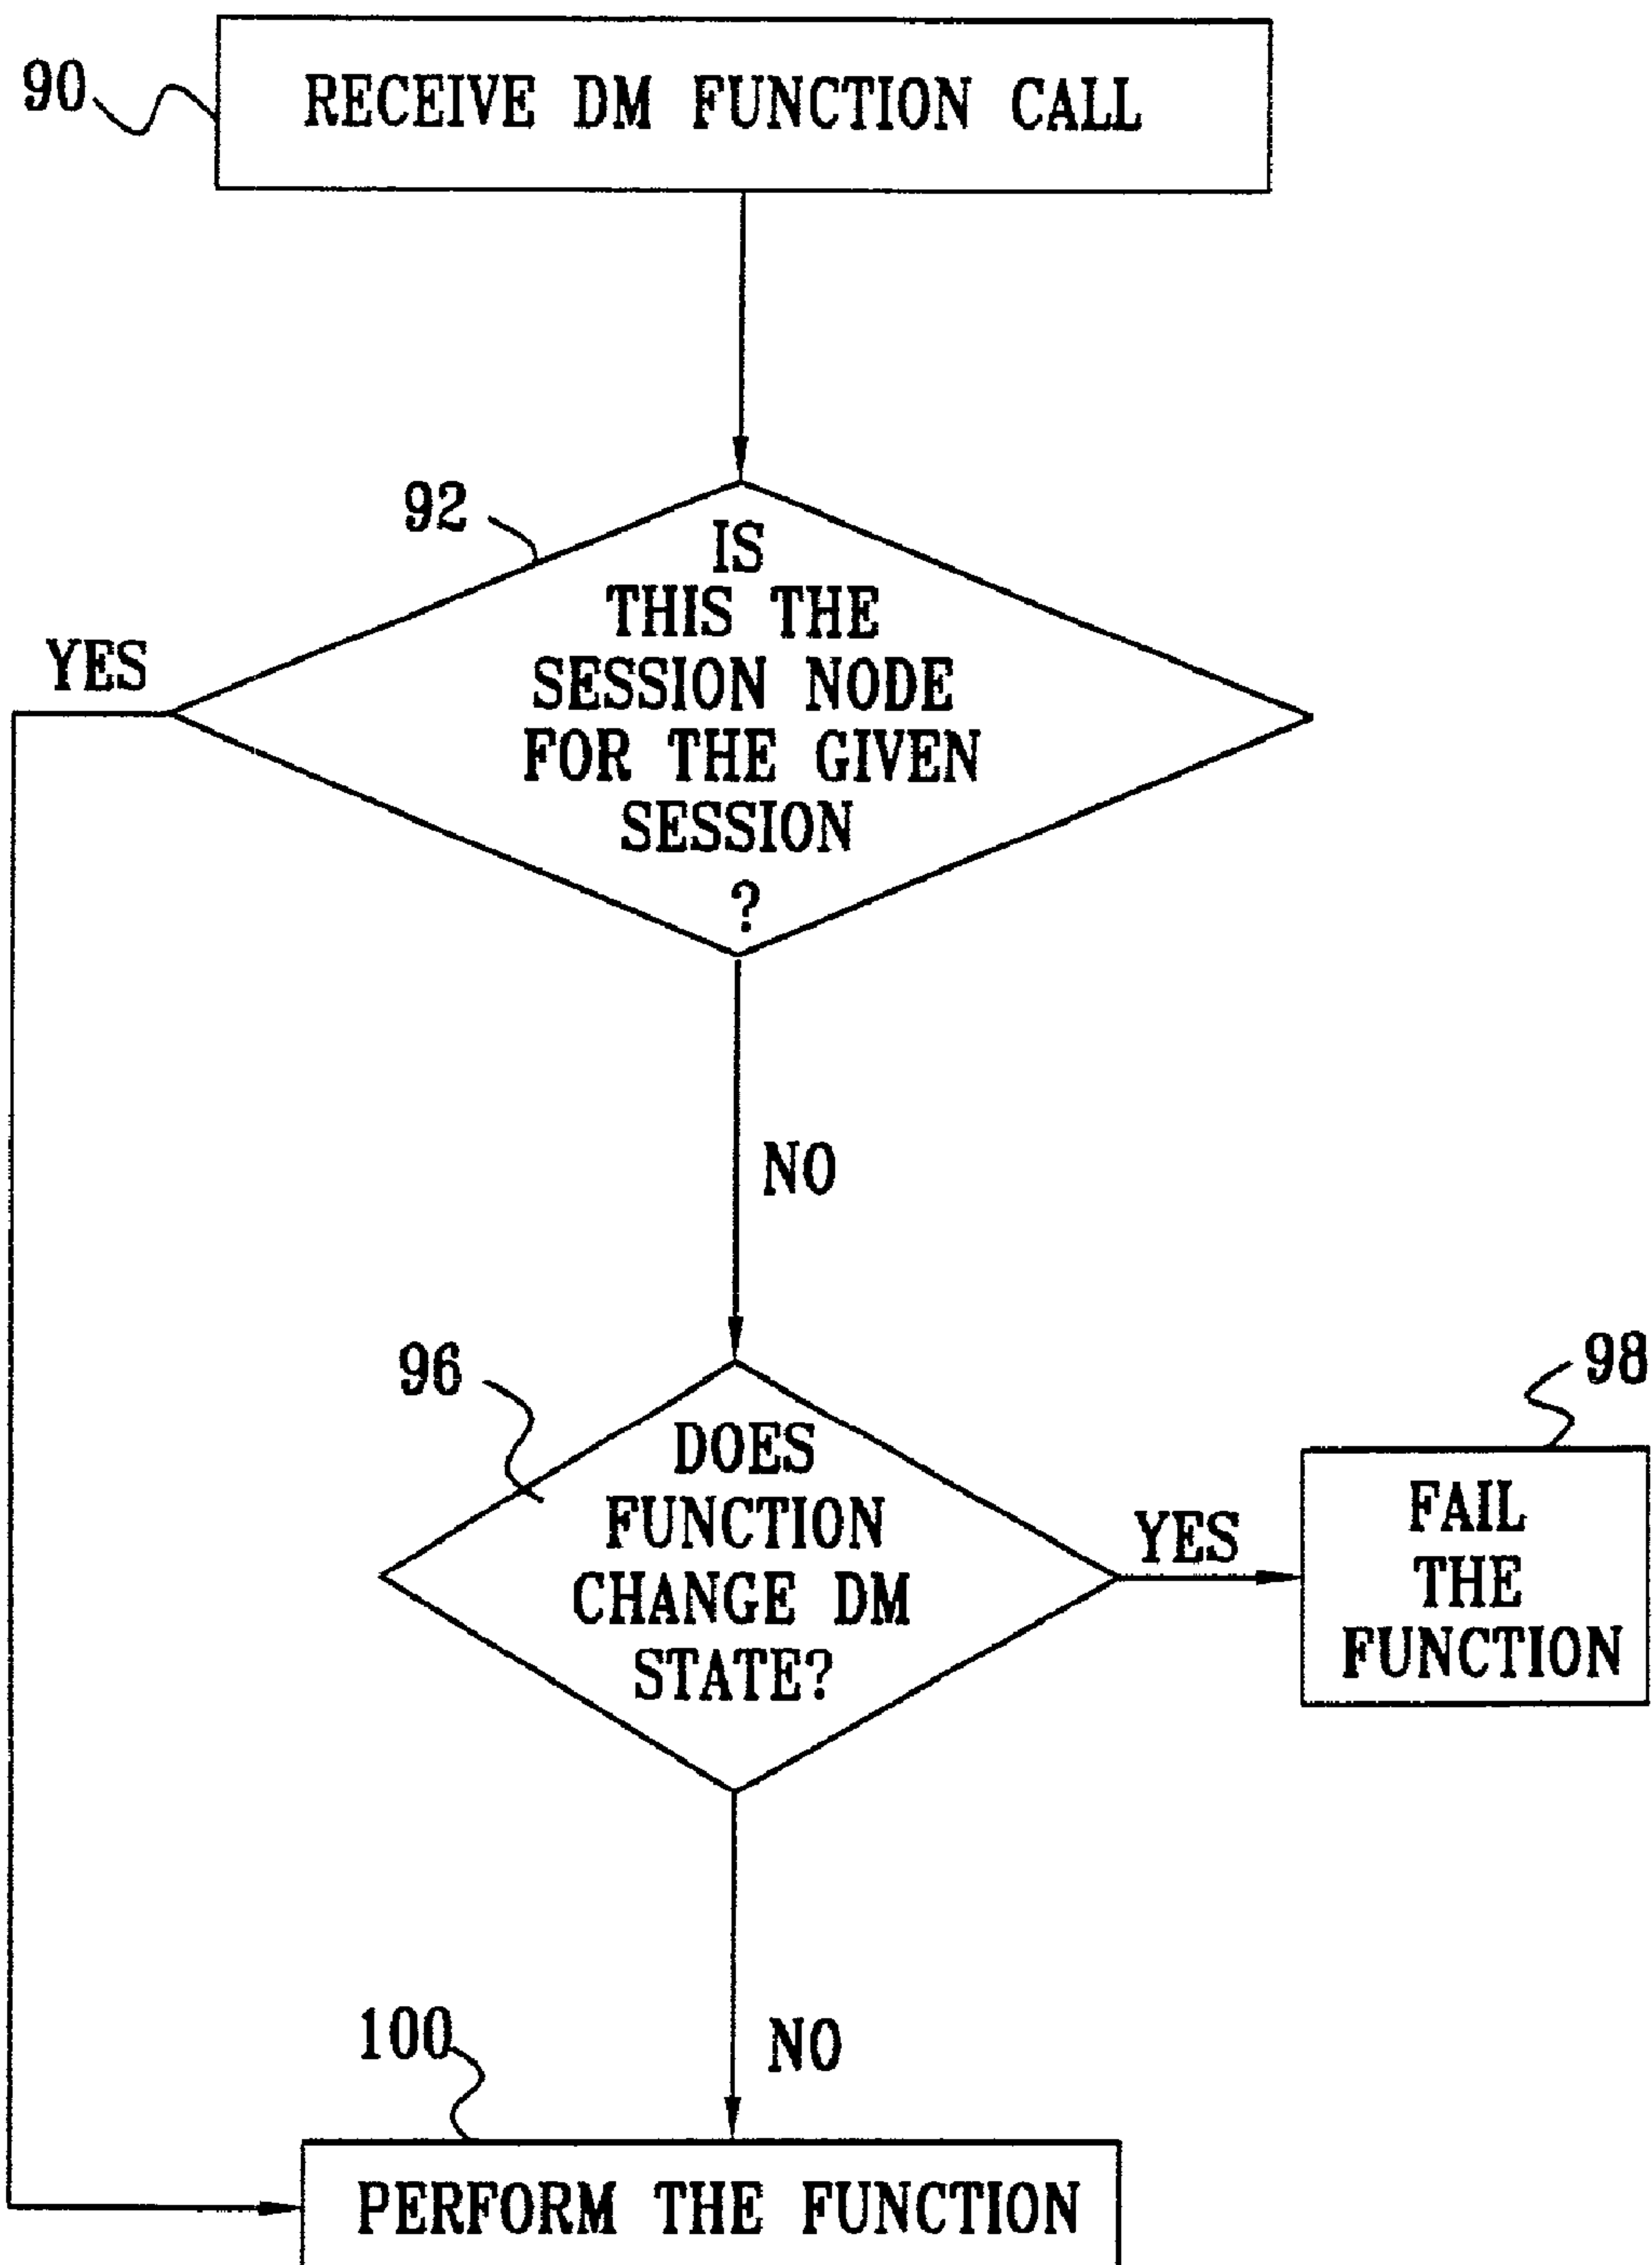 90
RECEIVE DM FUNCTION CALL
92
IS
THIS THE
SESSION NODE
FOR THE GIVEN
SESSION
?
YES
NO
96
DOES
FUNCTION
CHANGE DM
STATE?
YES
98
FAIL
THE
FUNCTION
NO
100
PERFORM THE FUNCTION